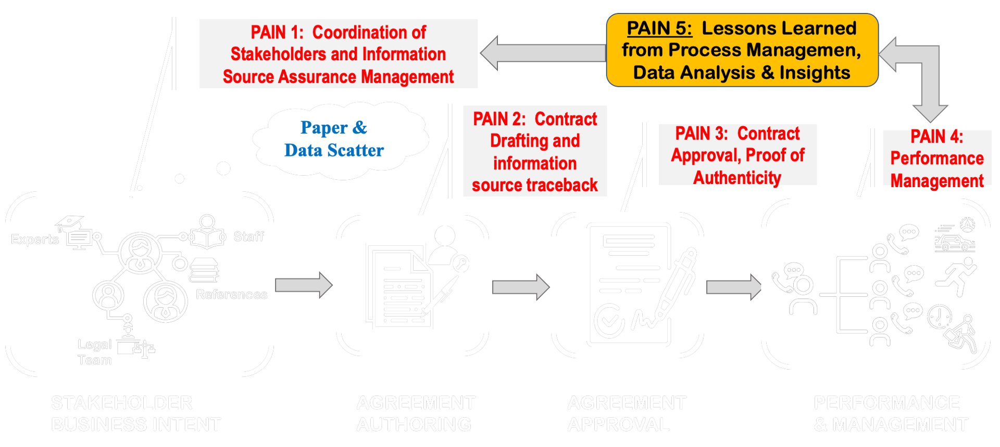 PAIN 1: Coordination of
Stakeholders and Information
Source Assurance Management
PAIN 5: Lessons Learned
from Process Managemen,
Data Analysis & Insights
Paper &
Data Scatter
PAIN 2: Contract
Drafting and
information
source traceback
PAIN 3: Contract
Approval, Proof of
Authenticity
PAIN 4:
Performance
Management
Experts
Staff
References
Legal
Team
STAKEHOLDER
BUSINESS INTENT
AGREEMENT
AUTHORING
AGREEMENT
APPROVAL
PERFORMANCE
& MANAGEMENT